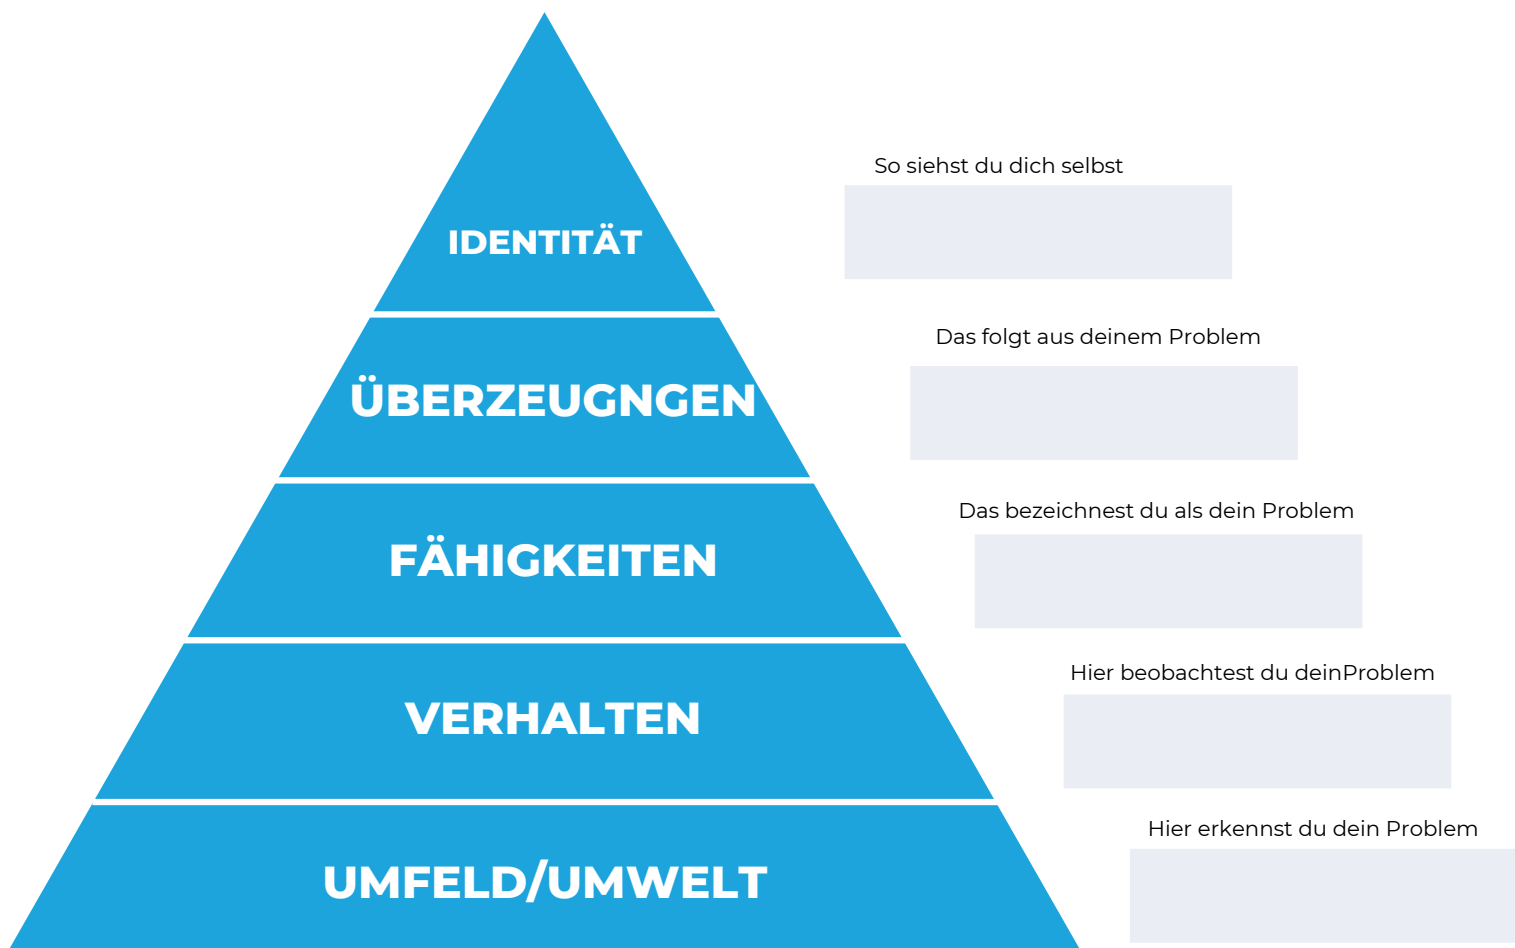 So siehst du dich selbst
IDENTITÄT
Das folgt aus deinem Problem
ÜBERZEUGNGEN
Das bezeichnest du als dein Problem
FÄHIGKEITEN
Hier beobachtest du deinProblem
VERHALTEN
Hier erkennst du dein Problem
UMFELD/UMWELT